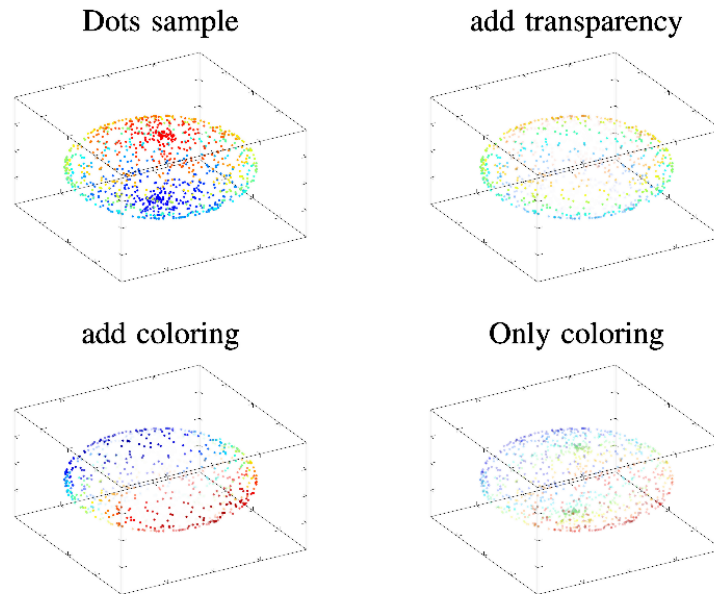 Dots sample
add transparency
add coloring
Only coloring